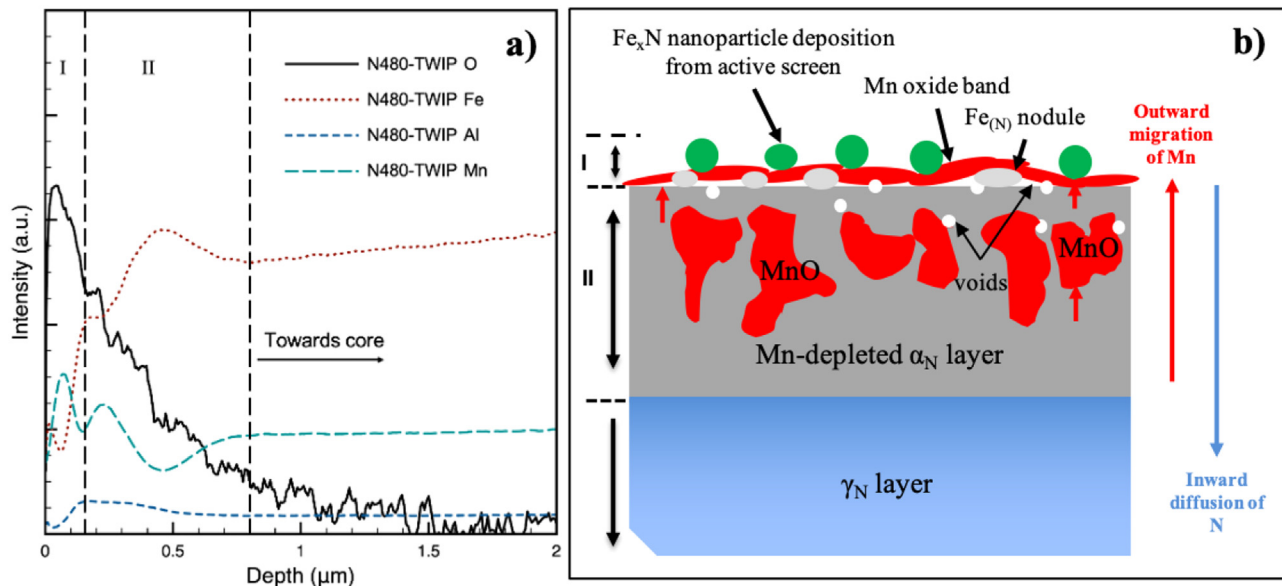 a)
I
II
N480-TWIP O
N480-TWIP Fe
N480-TWIP Al
N480-TWIP Mn
Towards core
Intensity (a.u.)
0
0.5
1
1.5
2
Depth (μm)
b)
FeₓN nanoparticle deposition
from active screen
Mn oxide band
Fe₍N₎ nodule
Outward
migration
of Mn
I
II
MnO
MnO
voids
Mn-depleted αN layer
γN layer
Inward
diffusion of
N